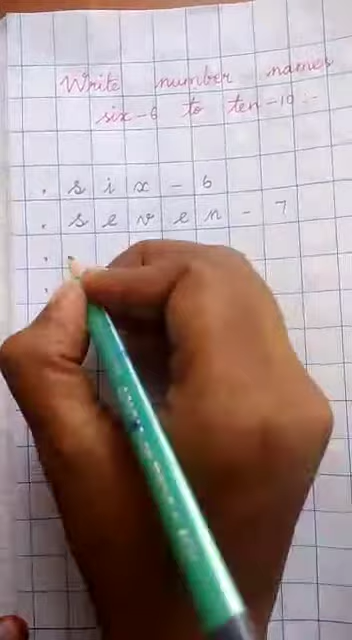 Write number names
six-6 to ten-10:-
. s i x - 6
. s e v e n - 7
.
.